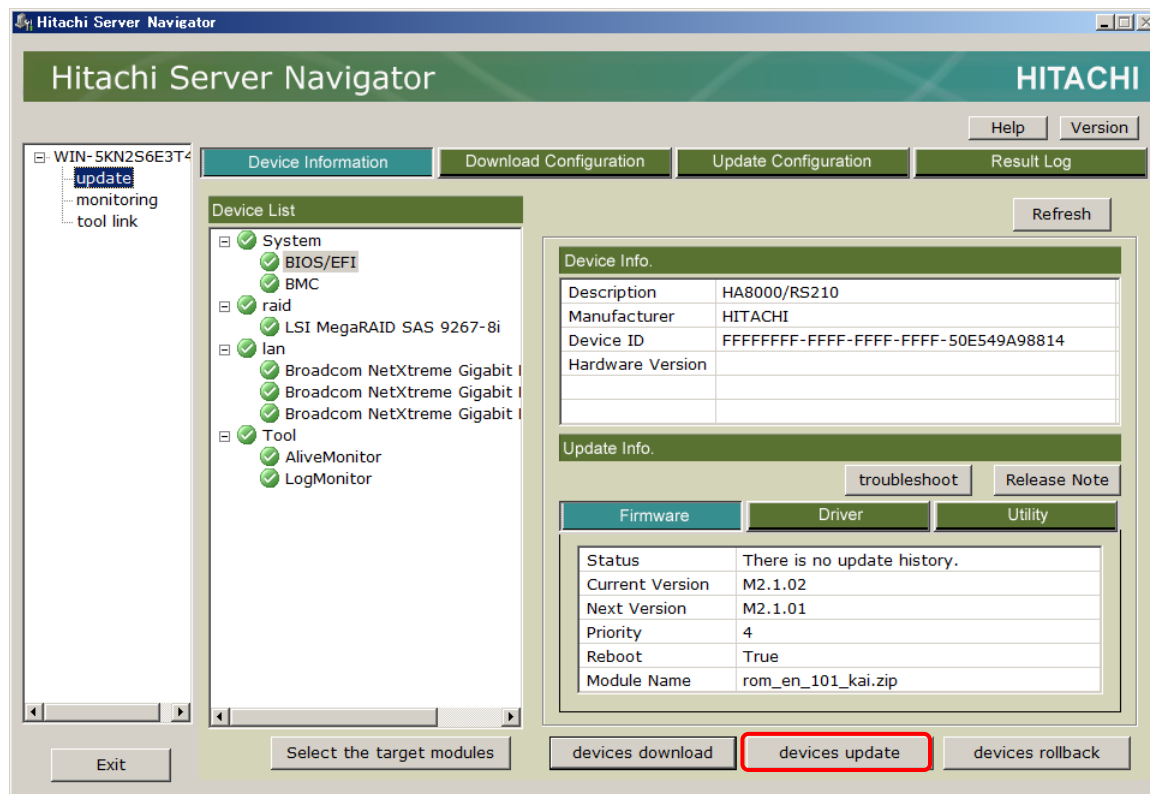 Hitachi Server Navigator
Hitachi Server Navigator
HITACHI
Help
Version
WIN-5KN2S6E3T4
update
monitoring
tool link
Device Information
Download Configuration
Update Configuration
Result Log
Device List
Refresh
System
BIOS/EFI
BMC
raid
LSI MegaRAID SAS 9267-8i
lan
Broadcom NetXtreme Gigabit
Broadcom NetXtreme Gigabit
Broadcom NetXtreme Gigabit
Tool
AliveMonitor
LogMonitor
Device Info.
Description HA8000/RS210
Manufacturer HITACHI
Device ID FFFFFFFF-FFFF-FFFF-FFFF-50E549A98814
Hardware Version
Update Info.
troubleshoot
Release Note
Firmware
Driver
Utility
Status There is no update history.
Current Version M2.1.02
Next Version M2.1.01
Priority 4
Reboot True
Module Name rom_en_101_kai.zip
Exit
Select the target modules
devices download
devices update
devices rollback